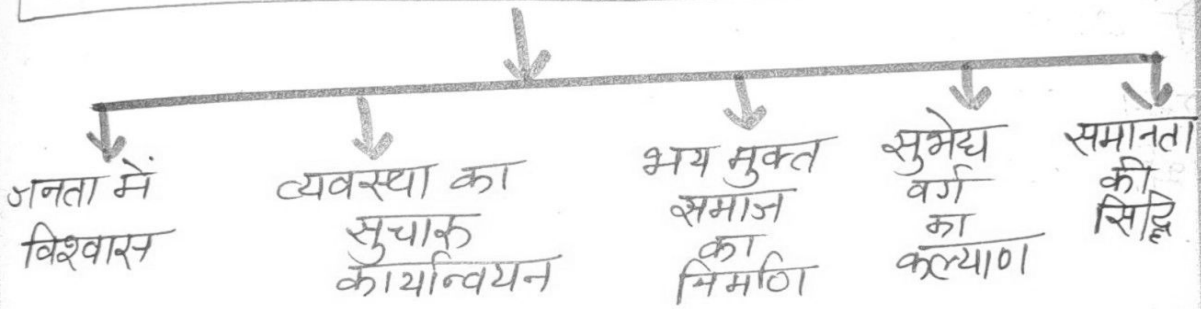 जनता में
विश्वास
व्यवस्था का
सुचारू
कार्यान्वयन
भय मुक्त
समाज
का
निर्माण
सुभेद्य
वर्ग
का
कल्याण
समानता
की
सिद्धि